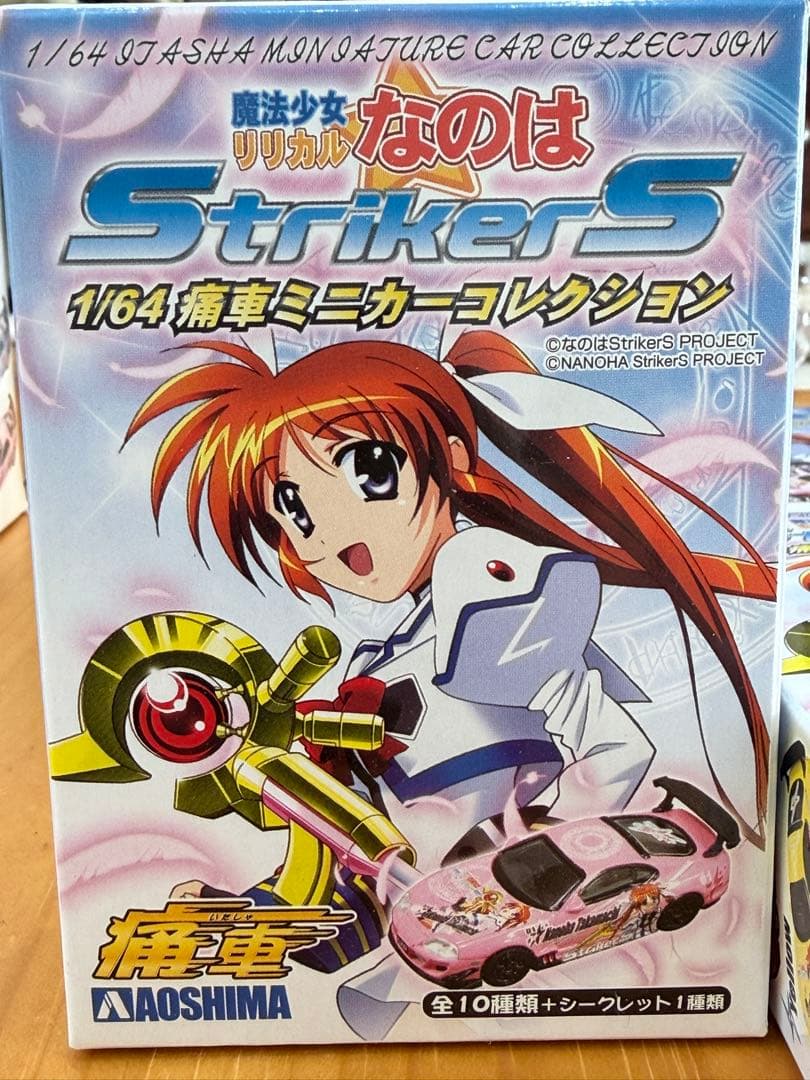 1/64 ITASHA MINIATURE CAR COLLECTION
魔法少女
リリカル
なのは
StrikerS
1/64 痛車ミニカーコレクション
©なのはStrikerS PROJECT
©NANOHA StrikerS PROJECT
Nanoha Takamachi
StrikerS
いたしゃ
痛車
AOSHIMA
全10種類+シークレット1種類